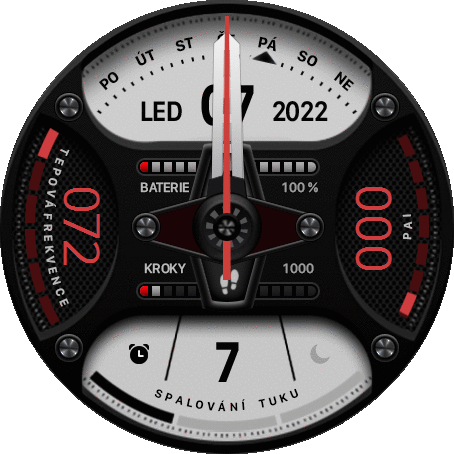 PO ÚT ST PÁ SO NE
LED 07 2022
BATERIE 100 %
TEPOVÁ FREKVENCE
072
000
PAI
KROKY 1000
7
SPALOVÁNÍ TUKU